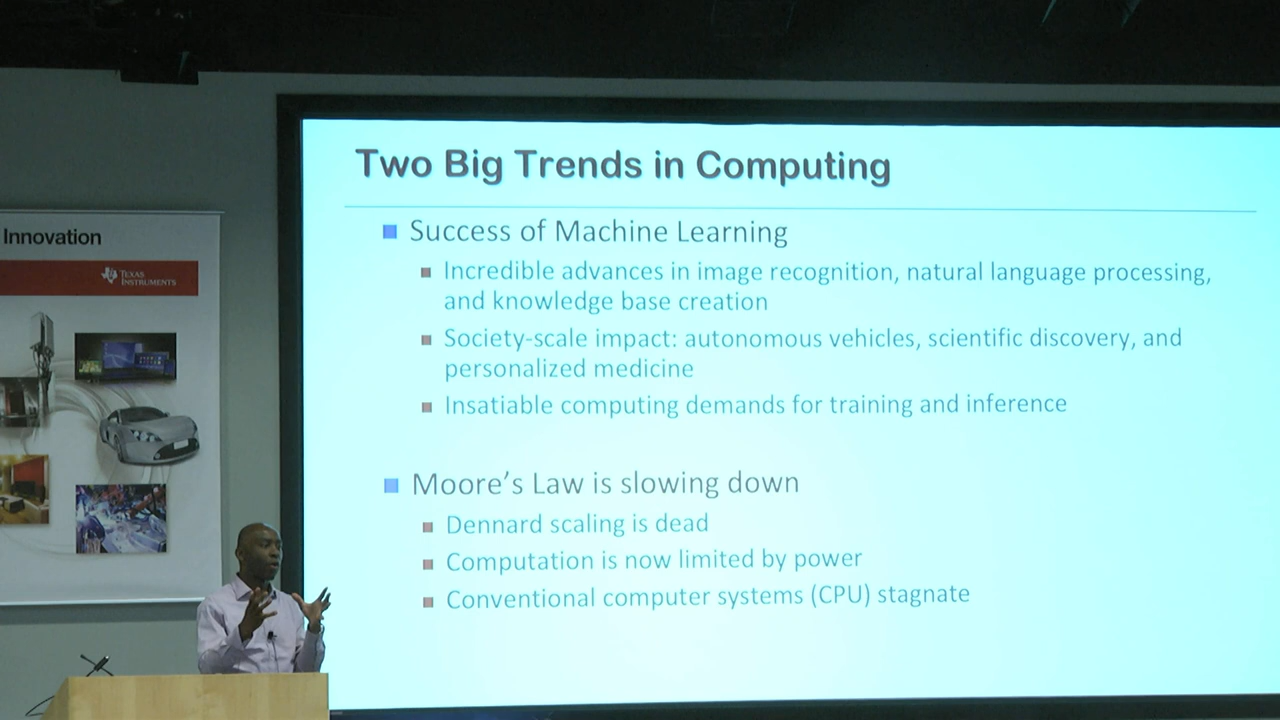 Two Big Trends in Computing
Success of Machine Learning
Incredible advances in image recognition, natural language processing,
and knowledge base creation
Society-scale impact: autonomous vehicles, scientific discovery, and
personalized medicine
Insatiable computing demands for training and inference
Moore’s Law is slowing down
Dennard scaling is dead
Computation is now limited by power
Conventional computer systems (CPU) stagnate
Innovation
TEXAS
INSTRUMENTS